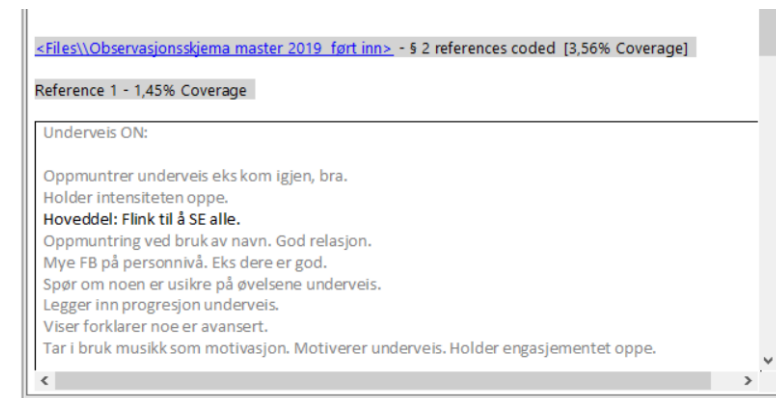 <Files\\Observasjonsskjema master 2019 ført inn> - § 2 references coded [3,56% Coverage]
Reference 1 - 1,45% Coverage
Underveis ON:
Oppmuntrer underveis eks kom igjen, bra.
Holder intensiteten oppe.
Hoveddel: Flink til å SE alle.
Oppmuntring ved bruk av navn. God relasjon.
Mye FB på personnivå. Eks dere er god.
Spør om noen er usikre på øvelsene underveis.
Legger inn progresjon underveis.
Viser forklarer noe er avansert.
Tar i bruk musikk som motivasjon. Motiverer underveis. Holder engasjementet oppe.